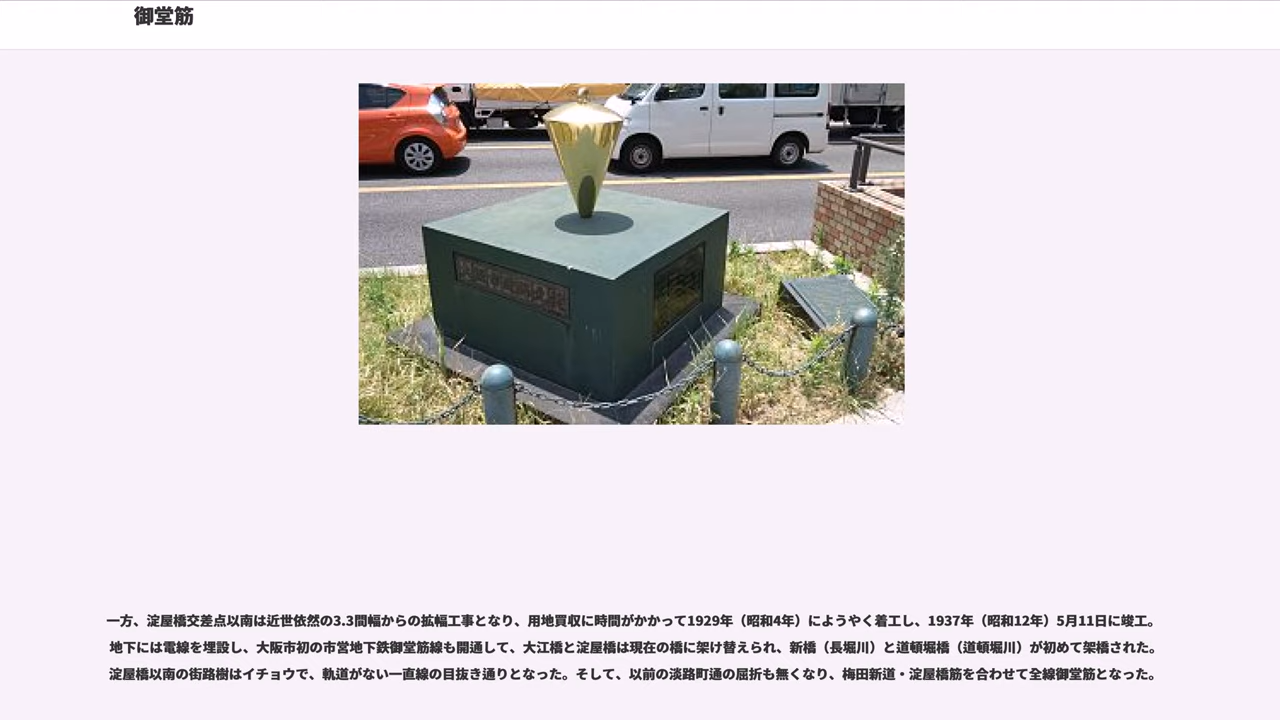 御堂筋
一方、淀屋橋交差点以南は近世依然の3.3間幅からの拡幅工事となり、用地買収に時間がかかって1929年（昭和4年）にようやく着工し、1937年（昭和12年）5月11日に竣工。
地下には電線を埋設し、大阪市初の市営地下鉄御堂筋線も開通して、大江橋と淀屋橋は現在の橋に架け替えられ、新橋（長堀川）と道頓堀橋（道頓堀川）が初めて架橋された。
淀屋橋以南の街路樹はイチョウで、軌道がない一直線の目抜き通りとなった。そして、以前の淡路町通の屈折も無くなり、梅田新道・淀屋橋筋を合わせて全線御堂筋となった。